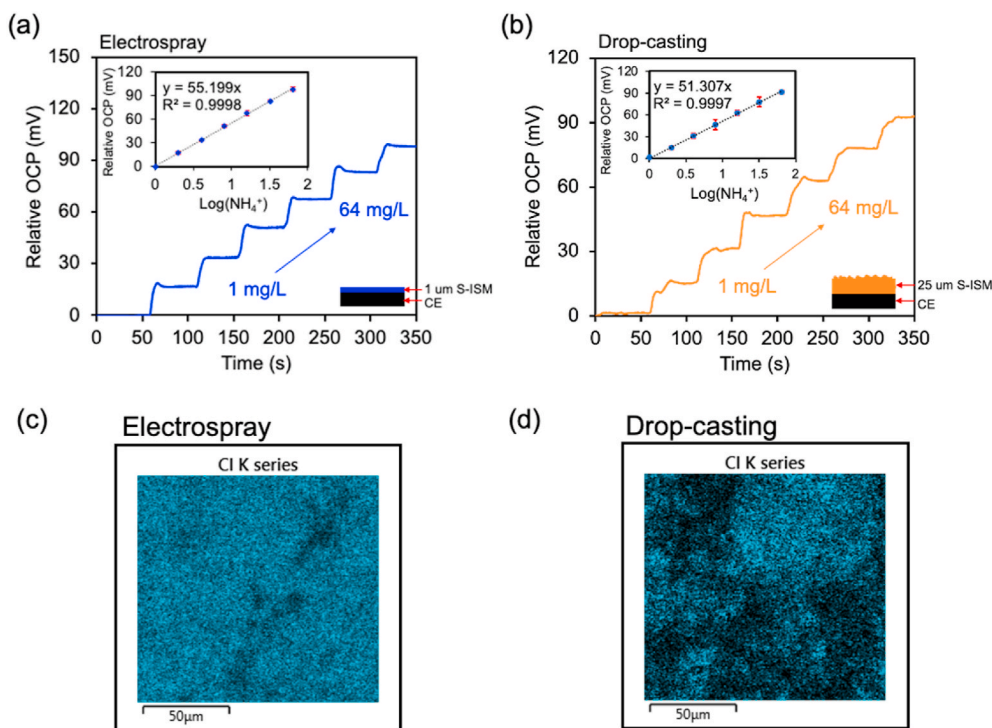 (a)
Electrospray
150
120
90
60
30
0
Relative OCP (mV)
0 50 100 150 200 250 300 350
Time (s)
120
90
60
30
0
Relative OCP (mV)
y = 55.199x
R² = 0.9998
0 0.5 1 1.5 2
Log(NH₄⁺)
64 mg/L
1 mg/L
1 um S-ISM
CE
(b)
Drop-casting
120
90
60
30
0
Relative OCP (mV)
0 50 100 150 200 250 300 350
Time (s)
120
90
60
30
0
Relative OCP (mV)
y = 51.307x
R² = 0.9997
0 0.5 1 1.5 2
Log(NH₄⁺)
64 mg/L
1 mg/L
25 um S-ISM
CE
(c)
Electrospray
Cl K series
50μm
(d)
Drop-casting
Cl K series
50μm